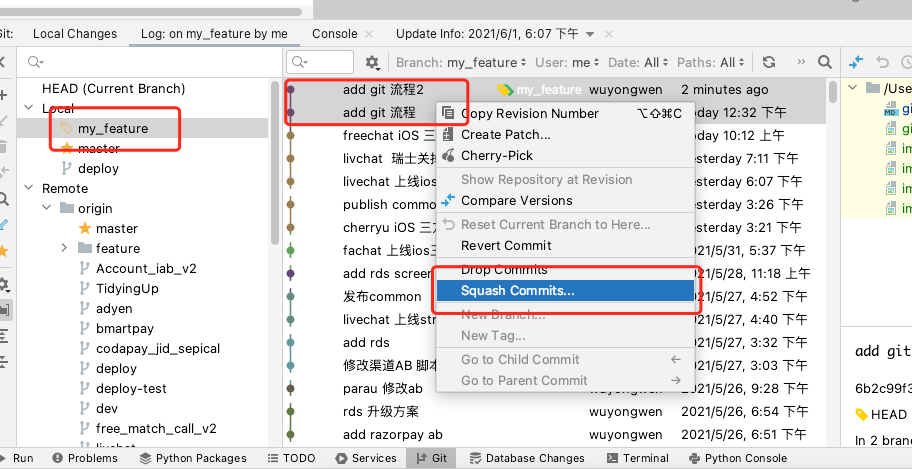 Git:
Local Changes
Log: on my_feature by me
Console
Update Info: 2021/6/1, 6:07 下午
HEAD (Current Branch)
Local
my_feature
master
deploy
Remote
origin
master
feature
Account_iab_v2
TidyingUp
adyen
bmartpay
codapay_jid_sepical
deploy
deploy-test
dev
free_match_call_v2
Branch: my_feature
User: me
Date: All
Paths: All
add git 流程2 my_feature wuyongwen 2 minutes ago
add git 流程 oday 12:32 下午
freechat iOS 三 oday 10:12 上午
livchat 瑞士关 esterday 7:11 下午
livechat 上线ios esterday 6:07 下午
publish commo esterday 3:26 下午
cherryu iOS 三 esterday 3:21 下午
fachat 上线ios三 2021/5/31, 5:37 下午
add rds screen 2021/5/28, 11:18 上午
发布common 2021/5/27, 4:52 下午
livechat 上线str 2021/5/27, 4:40 下午
add rds 2021/5/27, 3:32 下午
修改渠道AB 脚本 2021/5/27, 3:02 下午
parau 修改ab wuyongwen 2021/5/26, 9:28 下午
rds 升级方案 wuyongwen 2021/5/26, 6:54 下午
add razorpay ab wuyongwen 2021/5/26, 6:51 下午
Copy Revision Number ⌥⇧⌘C
Create Patch...
Cherry-Pick
Show Repository at Revision
Compare Versions
Reset Current Branch to Here...
Revert Commit
Drop Commits
Squash Commits...
New Branch...
New Tag...
Go to Child Commit ←
Go to Parent Commit →
/Use
MD gi
gi
im
im
im
im
add git
6b2c99f3
HEAD
In 2 bran
Run
Problems
Python Packages
TODO
Services
Git
Database Changes
Terminal
Python Console